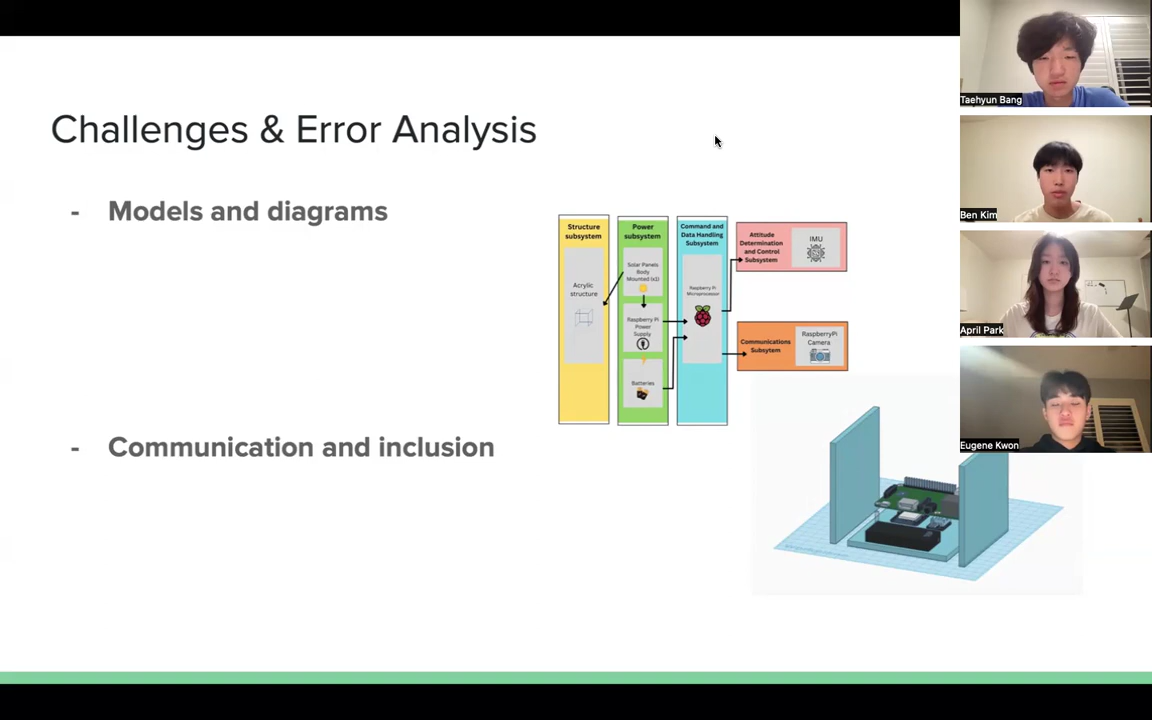 Challenges & Error Analysis
- Models and diagrams
- Communication and inclusion
Structure
subsystem
Acrylic
structure
Power
subsystem
Solar Panels
Body
Mounted (x1)
Raspberry Pi
Power
Supply
Batteries
Command and
Data Handling
Subsystem
Raspberry Pi
Microprocessor
Attitude
Determination
and Control
Subsystem
IMU
Communications
Subsytem
RaspberryPi
Camera
Taehyun Bang
Ben Kim
April Park
Eugene Kwon